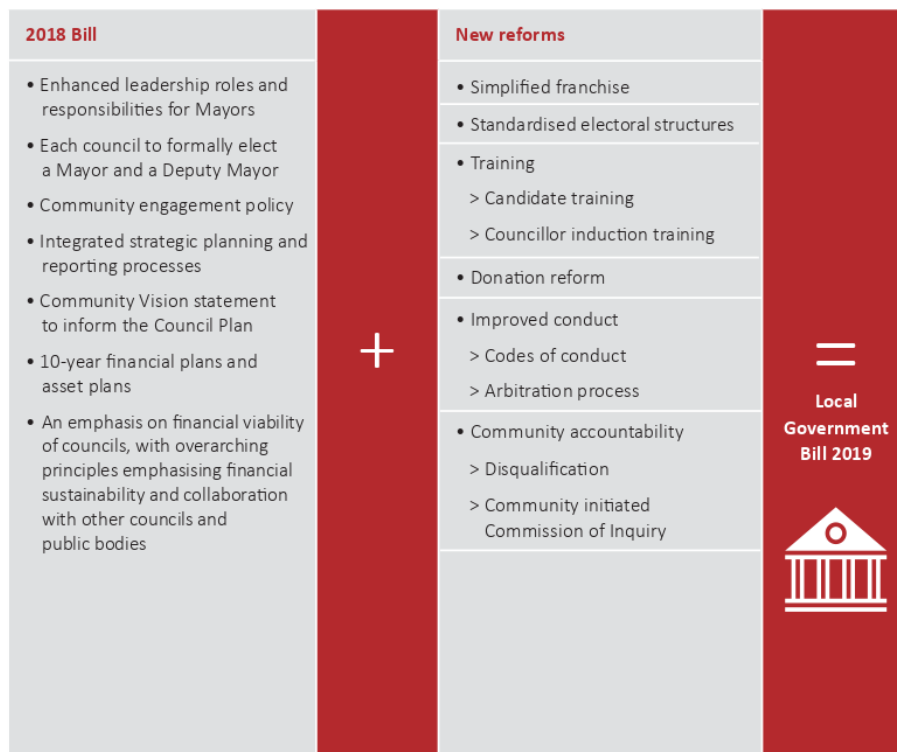 2018 Bill
• Enhanced leadership roles and
responsibilities for Mayors
• Each council to formally elect
a Mayor and a Deputy Mayor
• Community engagement policy
• Integrated strategic planning and
reporting processes
• Community Vision statement
to inform the Council Plan
• 10-year financial plans and
asset plans
• An emphasis on financial viability
of councils, with overarching
principles emphasising financial
sustainability and collaboration
with other councils and
public bodies
+
New reforms
• Simplified franchise
• Standardised electoral structures
• Training
> Candidate training
> Councillor induction training
• Donation reform
• Improved conduct
> Codes of conduct
> Arbitration process
• Community accountability
> Disqualification
> Community initiated
Commission of Inquiry
=
Local
Government
Bill 2019